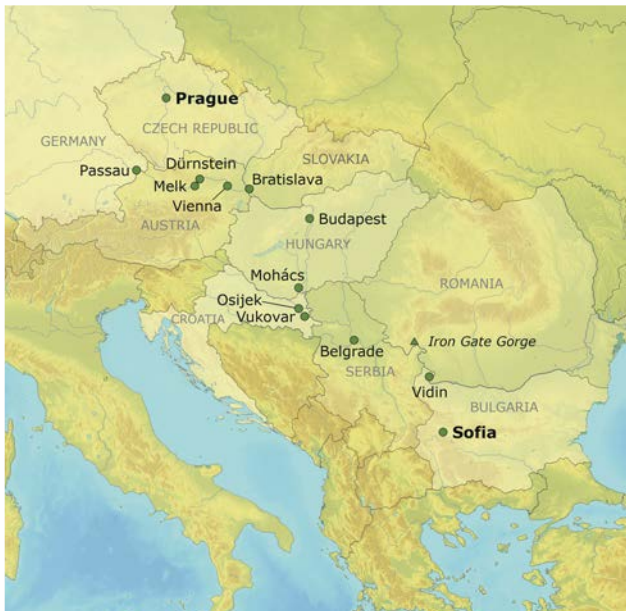 Prague
CZECH REPUBLIC
GERMANY
SLOVAKIA
Dürnstein
Passau
Melk
Bratislava
Vienna
AUSTRIA
Budapest
HUNGARY
Mohács
ROMANIA
Osijek
CROATIA
Vukovar
Iron Gate Gorge
Belgrade
SERBIA
Vidin
BULGARIA
Sofia